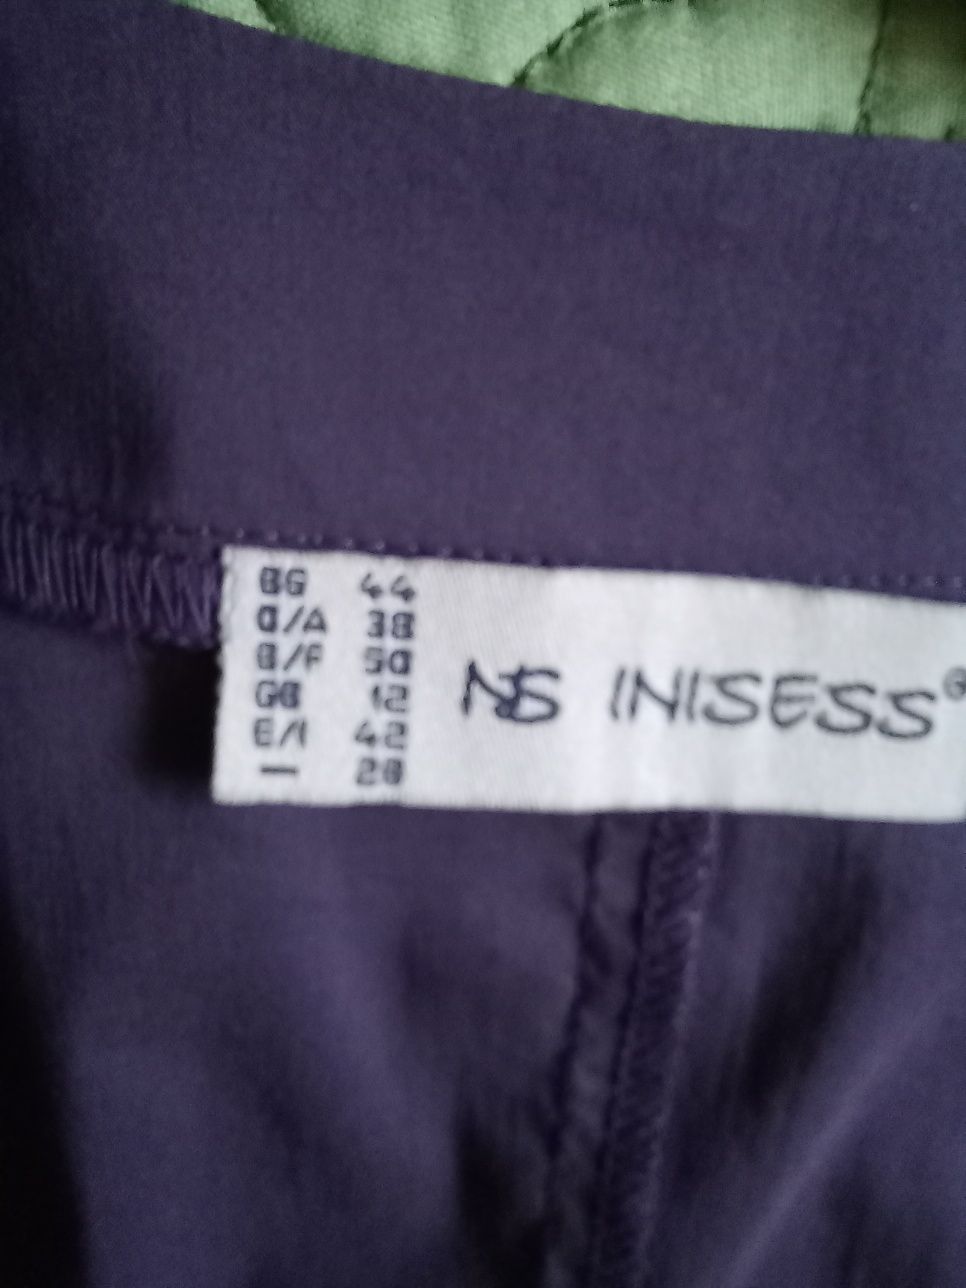 BG 44
D/A 38
B/F 50
GB 12
E/I 42
— 28
NS INISESS®